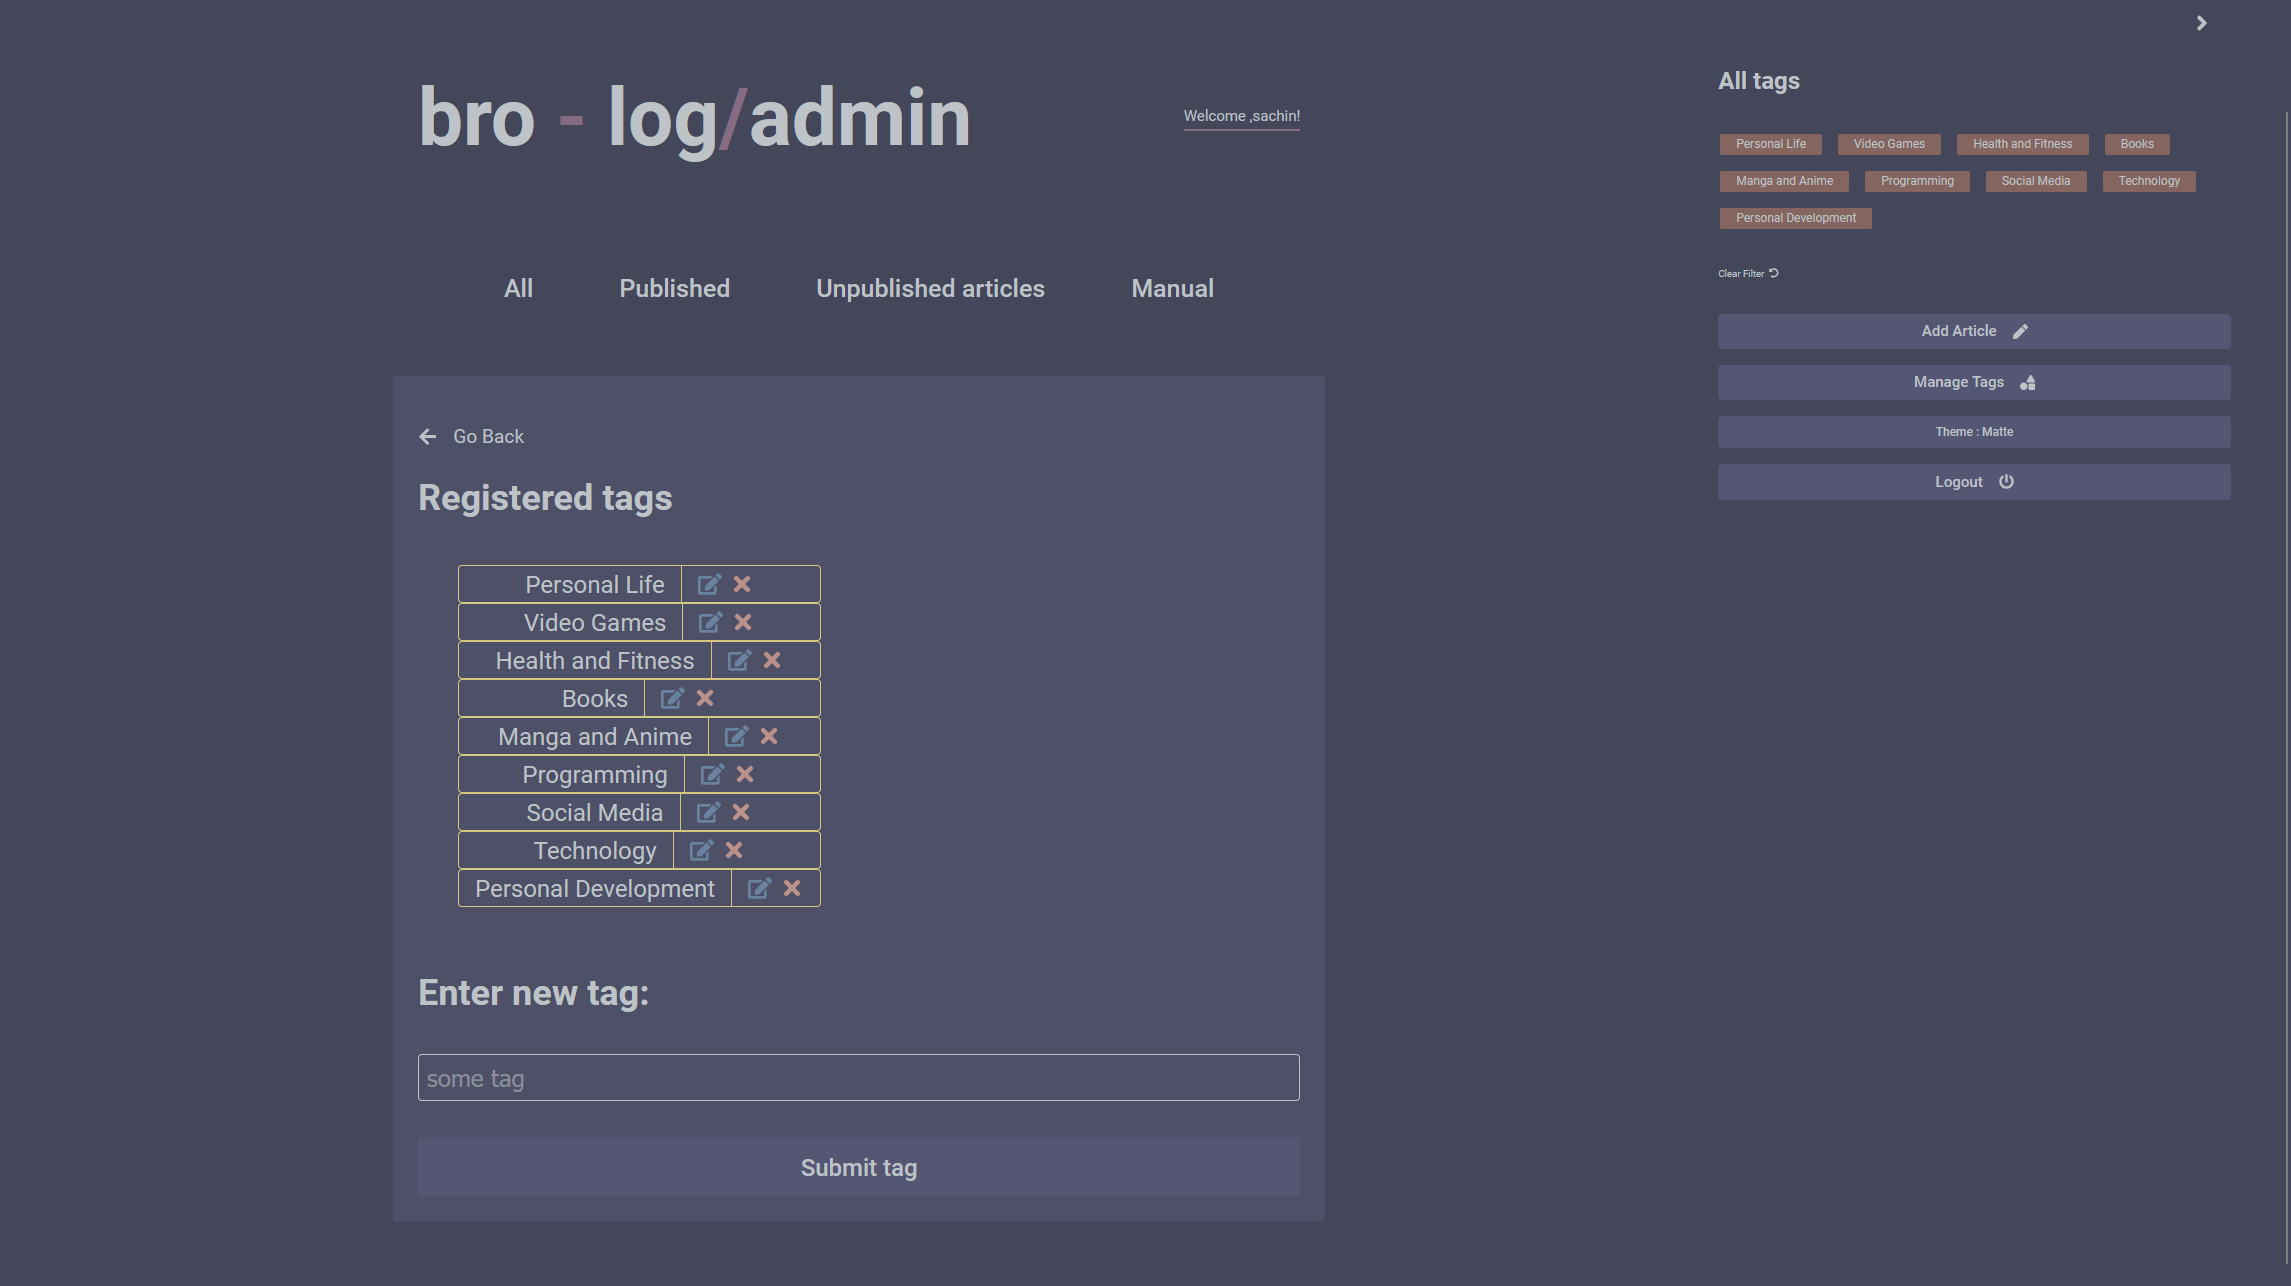 bro - log/admin
Welcome ,sachin!
All
Published
Unpublished articles
Manual
Go Back
Registered tags
Personal Life
Video Games
Health and Fitness
Books
Manga and Anime
Programming
Social Media
Technology
Personal Development
Enter new tag:
some tag
Submit tag
All tags
Personal Life
Video Games
Health and Fitness
Books
Manga and Anime
Programming
Social Media
Technology
Personal Development
Clear Filter
Add Article
Manage Tags
Theme : Matte
Logout